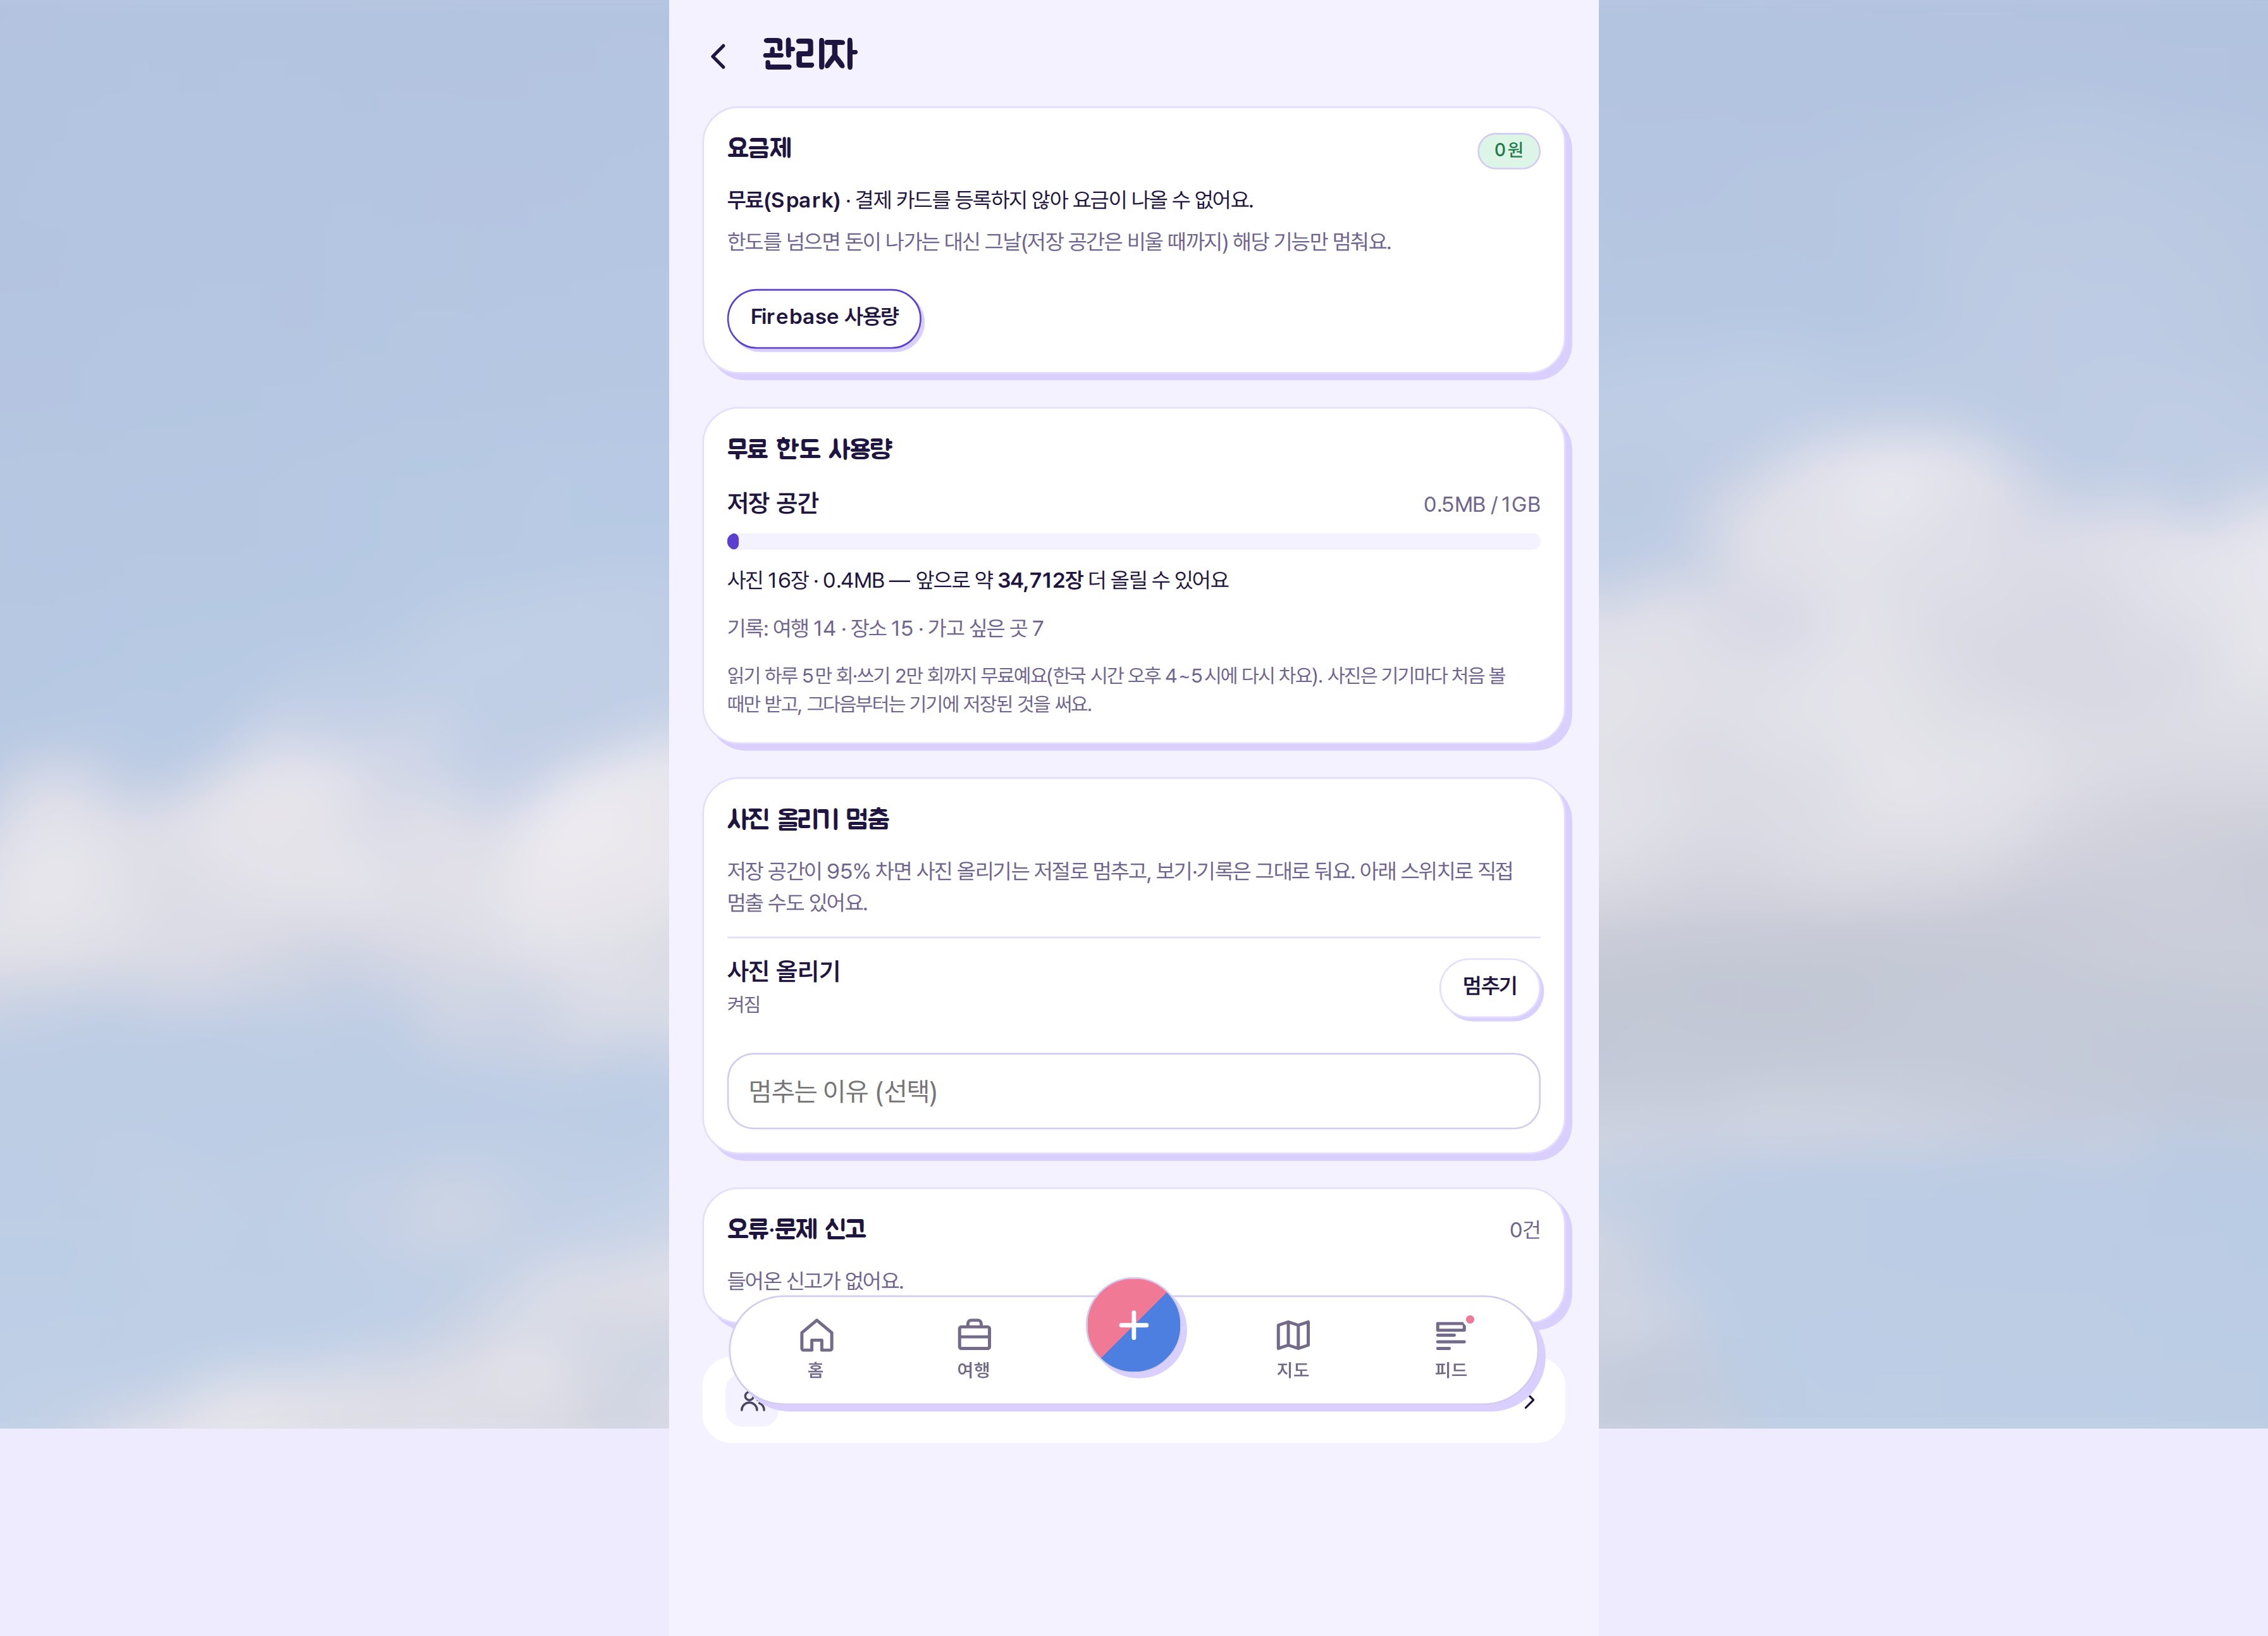 관리자
요금제
0원
무료(Spark) · 결제 카드를 등록하지 않아 요금이 나올 수 없어요.
한도를 넘으면 돈이 나가는 대신 그날(저장 공간은 비울 때까지) 해당 기능만 멈춰요.
Firebase 사용량
무료 한도 사용량
저장 공간
0.5MB / 1GB
사진 16장 · 0.4MB — 앞으로 약 34,712장 더 올릴 수 있어요
기록: 여행 14 · 장소 15 · 가고 싶은 곳 7
읽기 하루 5만 회·쓰기 2만 회까지 무료예요(한국 시간 오후 4~5시에 다시 차요). 사진은 기기마다 처음 볼
때만 받고, 그다음부터는 기기에 저장된 것을 써요.
사진 올리기 멈춤
저장 공간이 95% 차면 사진 올리기는 저절로 멈추고, 보기·기록은 그대로 둬요. 아래 스위치로 직접
멈출 수도 있어요.
사진 올리기
켜짐
멈추기
멈추는 이유 (선택)
오류·문제 신고
0건
들어온 신고가 없어요.
홈
여행
지도
피드